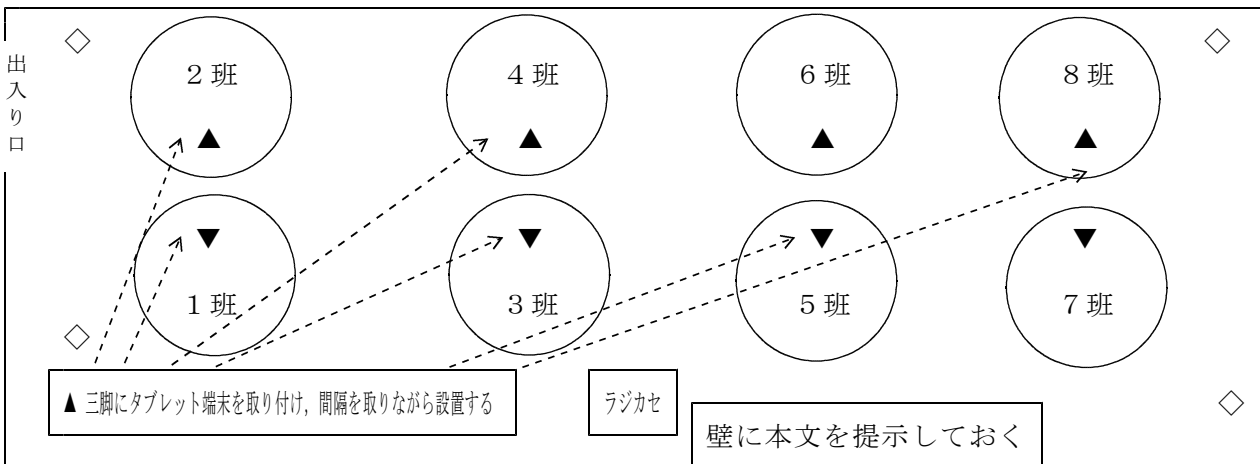 出入り口
２班
４班
６班
８班
１班
３班
５班
７班
▲ 三脚にタブレット端末を取り付け，間隔を取りながら設置する
ラジカセ
壁に本文を提示しておく